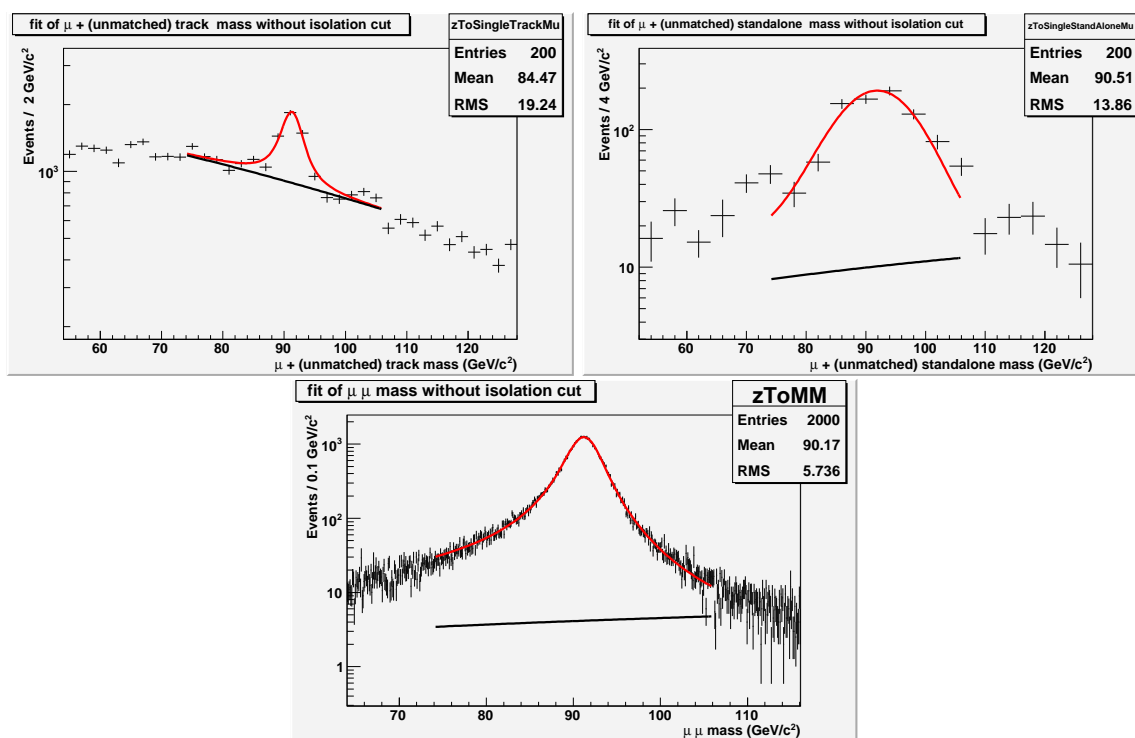 fit of μ + (unmatched) track mass without isolation cut
zToSingleTrackMu
Entries 200
Mean 84.47
RMS 19.24
Events / 2 GeV/c²
10³
60 70 80 90 100 110 120
μ + (unmatched) track mass (GeV/c²)
fit of μ + (unmatched) standalone mass without isolation cut
zToSingleStandAloneMu
Entries 200
Mean 90.51
RMS 13.86
Events / 4 GeV/c²
10²
10
60 70 80 90 100 110 120
μ + (unmatched) standalone mass (GeV/c²)
fit of μ μ mass without isolation cut
zToMM
Entries 2000
Mean 90.17
RMS 5.736
Events / 0.1 GeV/c²
10³
10²
10
1
70 80 90 100 110
μ μ mass (GeV/c²)